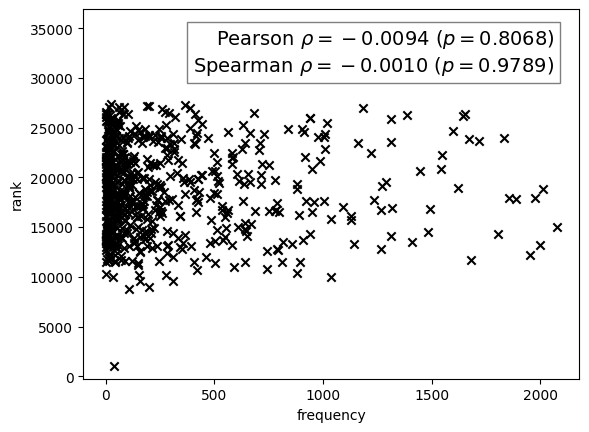 Pearson ρ = −0.0094 (p = 0.8068)
Spearman ρ = −0.0010 (p = 0.9789)
35000
30000
25000
20000
15000
10000
5000
0
rank
0 500 1000 1500 2000
frequency